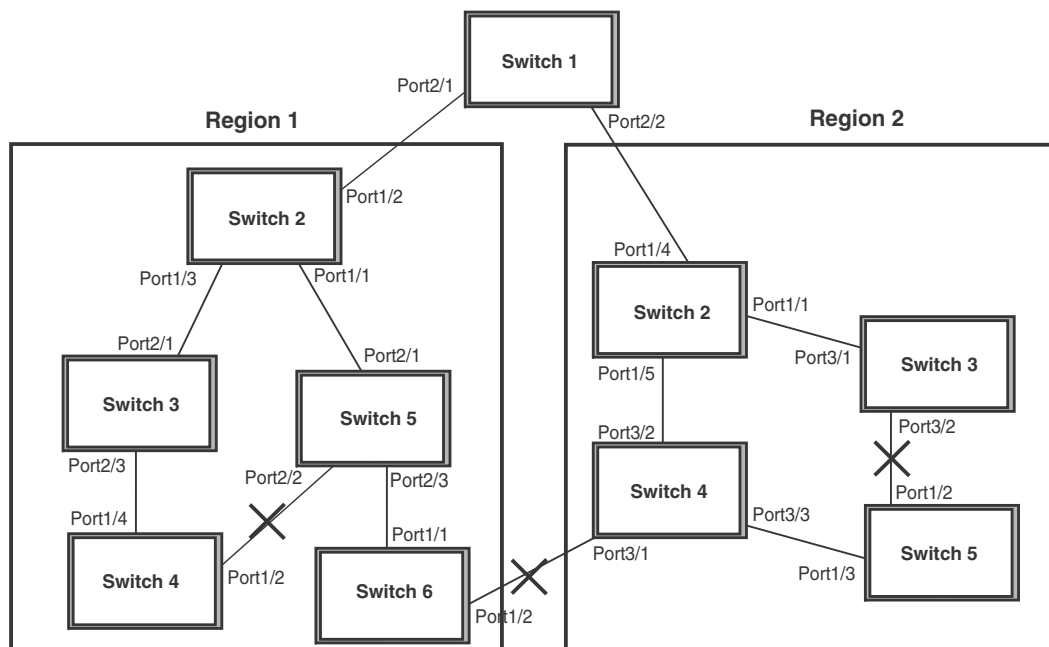 Switch 1
Port2/1
Port2/2
Region 1
Region 2
Switch 2
Port1/2
Port1/3
Port1/1
Port2/1
Port2/1
Switch 3
Switch 5
Port2/3
Port2/2
Port2/3
Port1/4
Port1/1
Switch 4
Port1/2
Switch 6
Port1/2
Port1/4
Switch 2
Port1/1
Port3/1
Switch 3
Port1/5
Port3/2
Port3/2
Switch 4
Port1/2
Port3/3
Port3/1
Switch 5
Port1/3